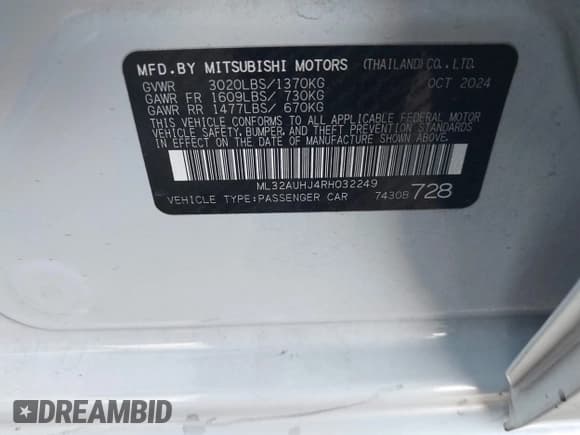 MFD.BY MITSUBISHI MOTORS (THAILAND)CO.,LTD.
GVWR 3020LBS/1370KG OCT 2024
GAWR FR 1609LBS/ 730KG
GAWR RR 1477LBS/ 670KG
THIS VEHICLE CONFORMS TO ALL APPLICABLE FEDERAL MOTOR
VEHICLE SAFETY,BUMPER,AND THEFT PREVENTION STANDARDS
IN EFFECT ON THE DATE OF MANUFACTURE SHOWN ABOVE.
ML32AUHJ4RH032249
VEHICLE TYPE:PASSENGER CAR 7430B 728
DREAMBID